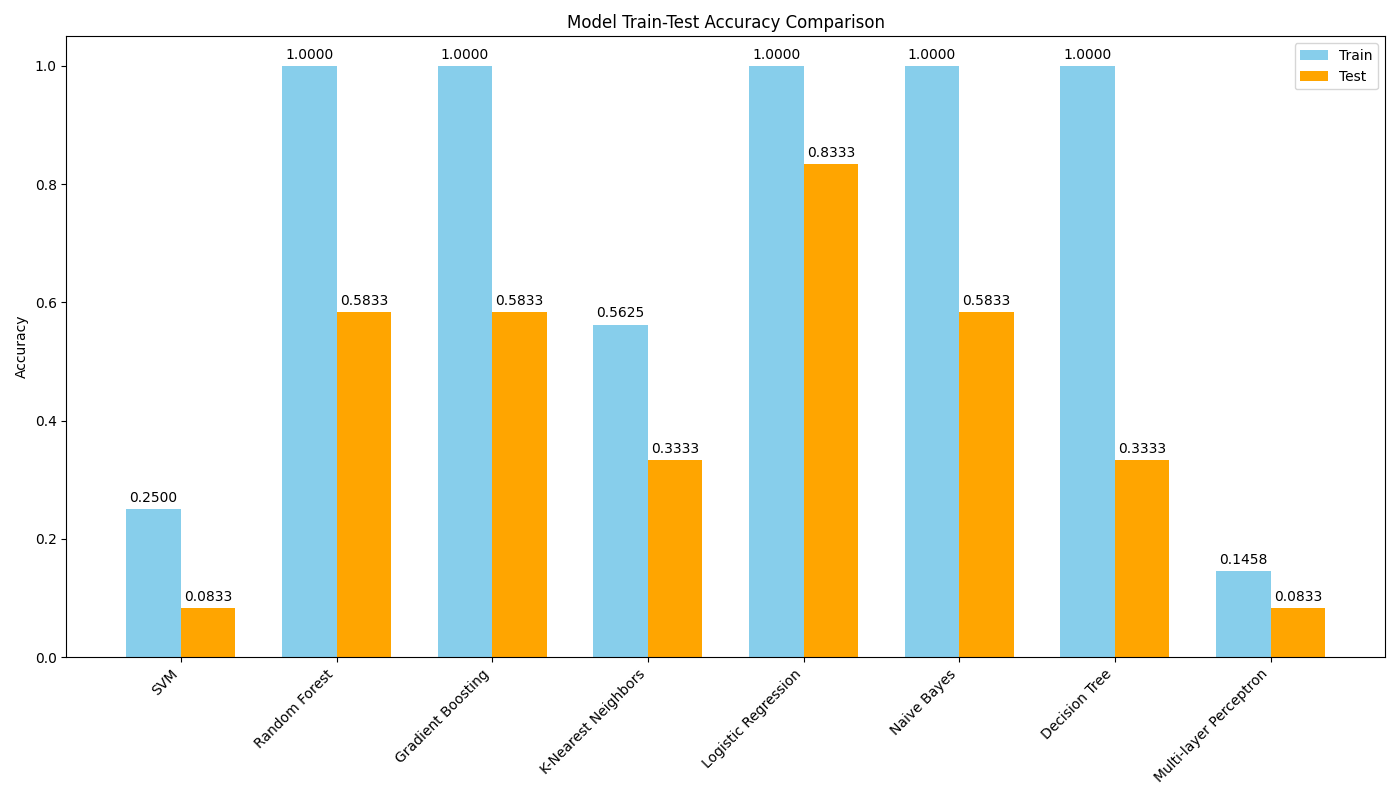 Model Train-Test Accuracy Comparison
Train
Test
Accuracy
1.0
0.8
0.6
0.4
0.2
0.0
0.2500
0.0833
1.0000
0.5833
1.0000
0.5833
0.5625
0.3333
1.0000
0.8333
1.0000
0.5833
1.0000
0.3333
0.1458
0.0833
SVM
Random Forest
Gradient Boosting
K-Nearest Neighbors
Logistic Regression
Naive Bayes
Decision Tree
Multi-layer Perceptron